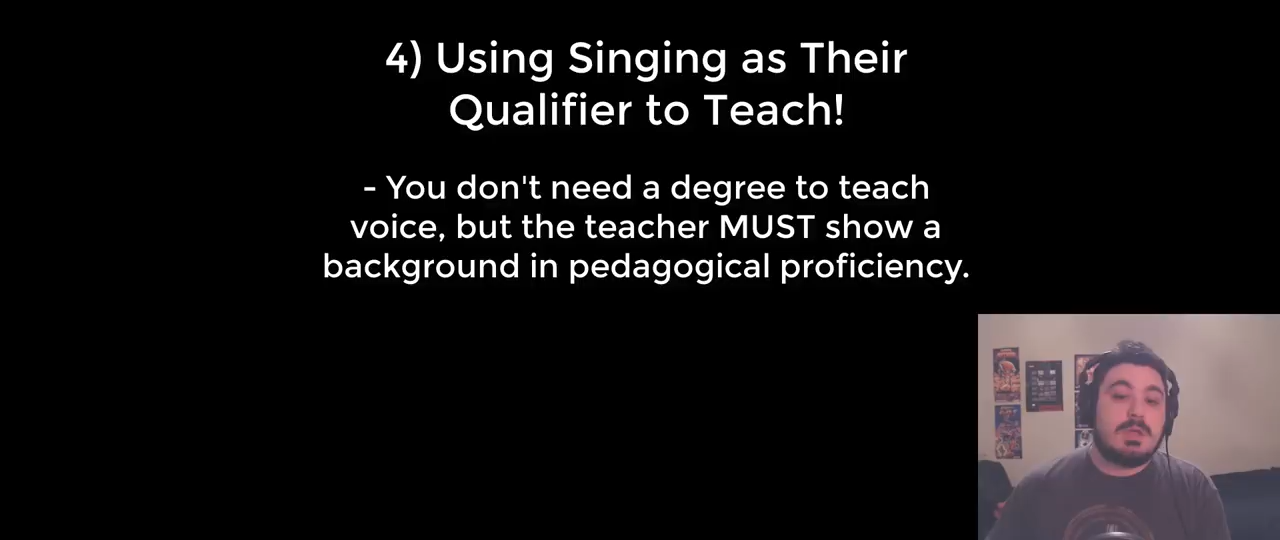 4) Using Singing as Their
Qualifier to Teach!
- You don't need a degree to teach
voice, but the teacher MUST show a
background in pedagogical proficiency.